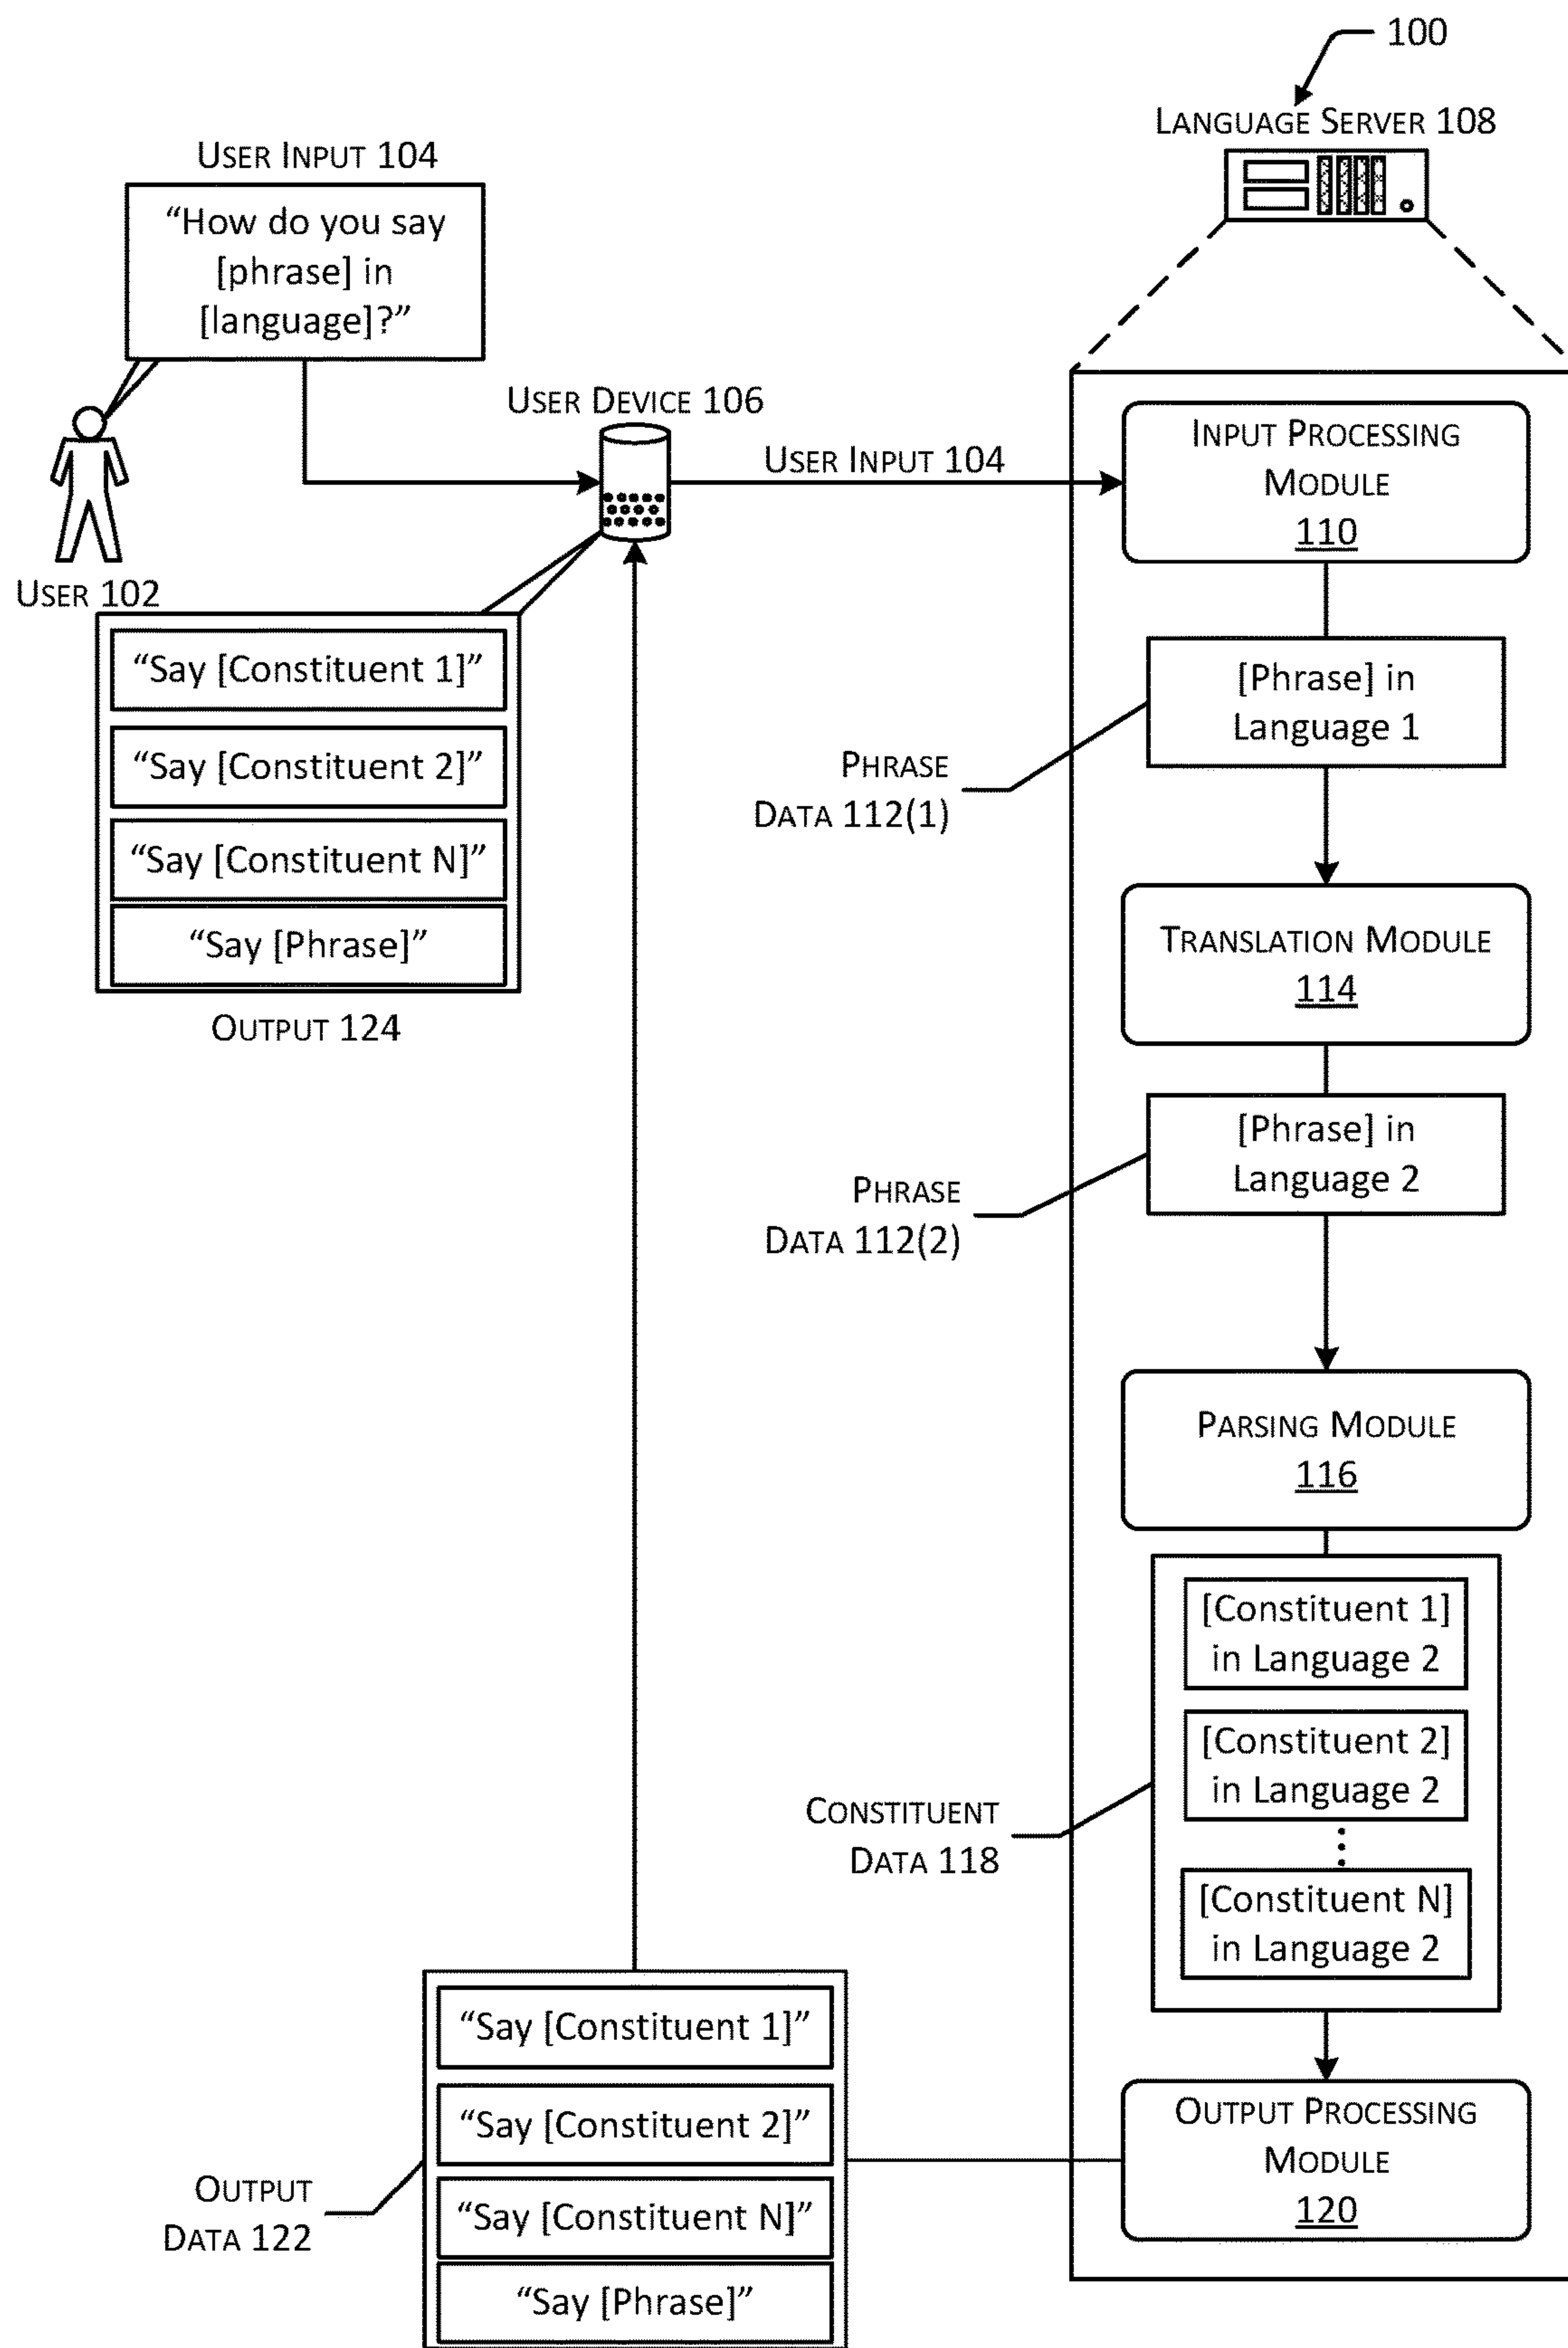 100
LANGUAGE SERVER 108
USER INPUT 104
“How do you say
[phrase] in
[language]?”
USER DEVICE 106
USER INPUT 104
USER 102
INPUT PROCESSING
MODULE
110
“Say [Constituent 1]”
“Say [Constituent 2]”
“Say [Constituent N]”
“Say [Phrase]”
OUTPUT 124
[Phrase] in
Language 1
PHRASE
DATA 112(1)
TRANSLATION MODULE
114
[Phrase] in
Language 2
PHRASE
DATA 112(2)
PARSING MODULE
116
[Constituent 1]
in Language 2
[Constituent 2]
in Language 2
⋮
[Constituent N]
in Language 2
CONSTITUENT
DATA 118
OUTPUT PROCESSING
MODULE
120
“Say [Constituent 1]”
“Say [Constituent 2]”
“Say [Constituent N]”
“Say [Phrase]”
OUTPUT
DATA 122